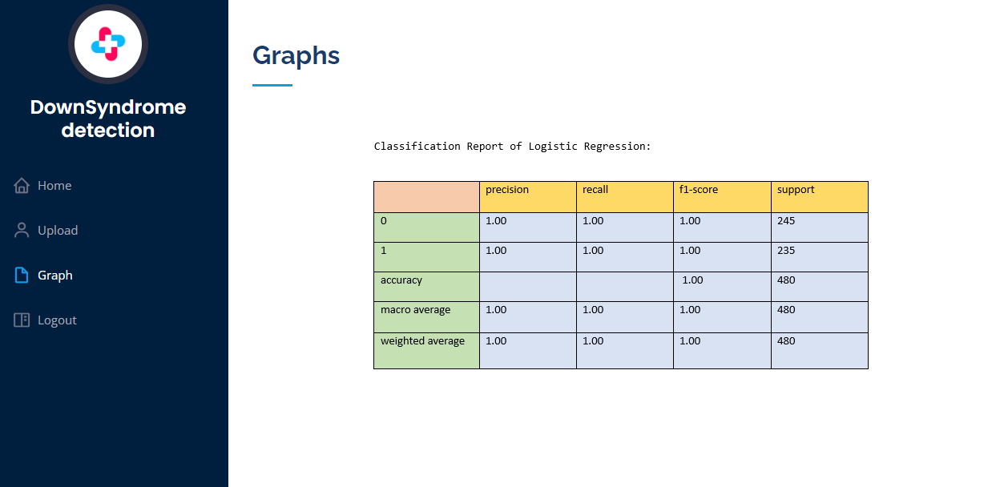 DownSyndrome
detection
Home
Upload
Graph
Logout
Graphs
Classification Report of Logistic Regression:
precision recall f1-score support
0 1.00 1.00 1.00 245
1 1.00 1.00 1.00 235
accuracy 1.00 480
macro average 1.00 1.00 1.00 480
weighted average 1.00 1.00 1.00 480